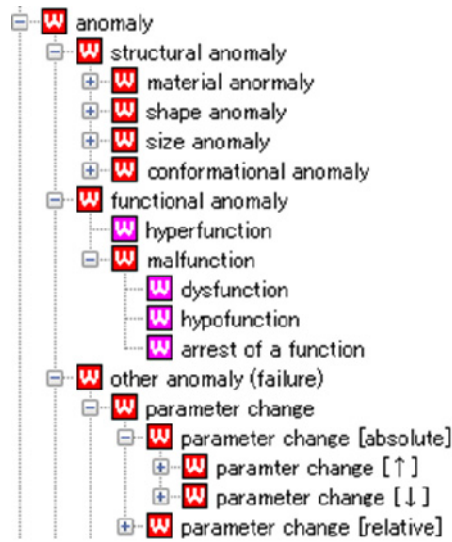 anomaly
structural anomaly
material anormaly
shape anomaly
size anomaly
conformational anomaly
functional anomaly
hyperfunction
malfunction
dysfunction
hypofunction
arrest of a function
other anomaly (failure)
parameter change
parameter change [absolute]
paramter change [↑]
parameter change [↓]
parameter change [relative]